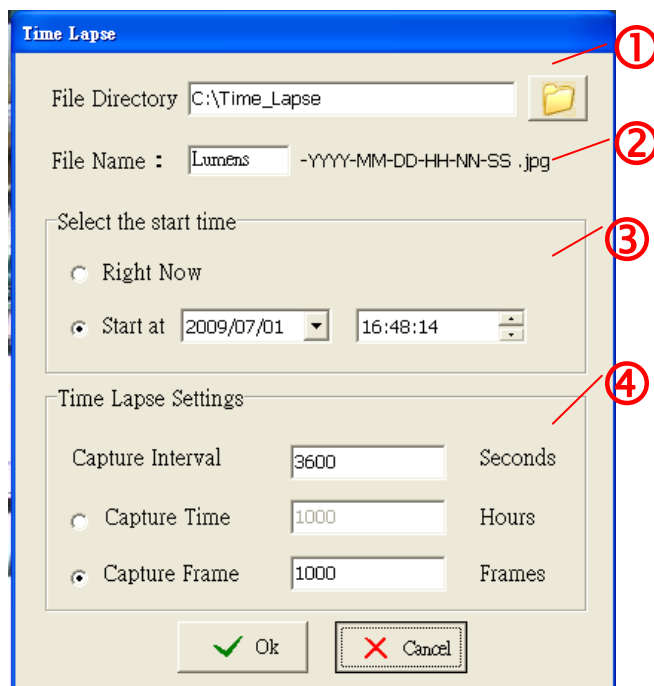 Time Lapse
①
File Directory C:\Time_Lapse
②
File Name : Lumens -YYYY-MM-DD-HH-NN-SS .jpg
Select the start time
③
Right Now
Start at 2009/07/01 16:48:14
④
Time Lapse Settings
Capture Interval 3600 Seconds
Capture Time 1000 Hours
Capture Frame 1000 Frames
Ok Cancel